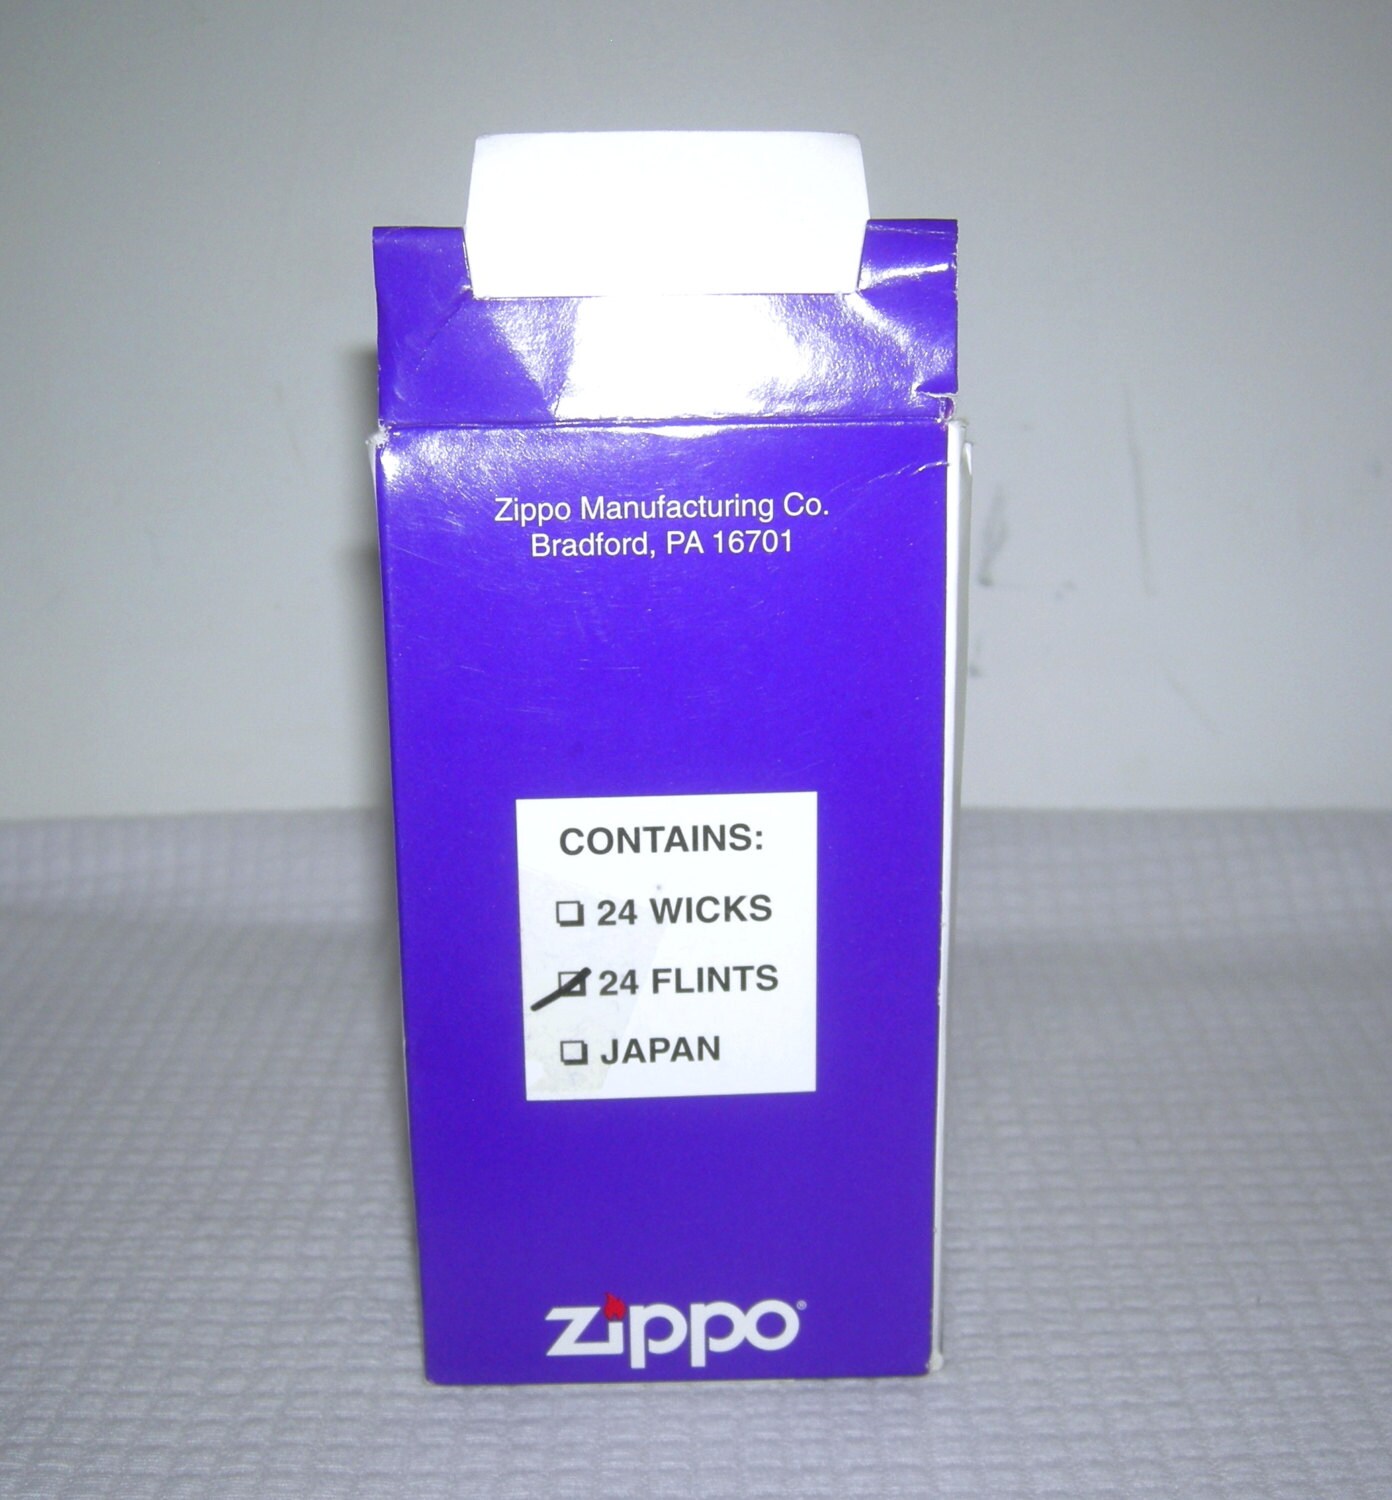 Zippo Manufacturing Co.
Bradford, PA 16701
CONTAINS:
24 WICKS
24 FLINTS
JAPAN
zippo®